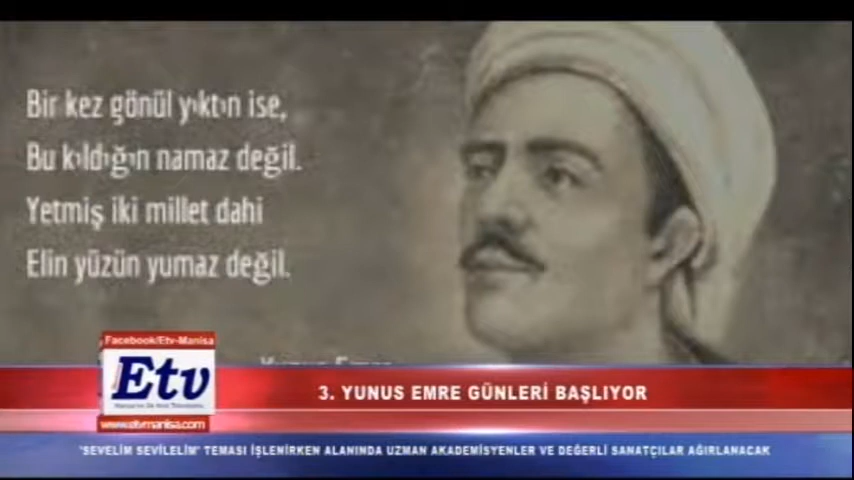 Bir kez gönül yıktın ise,
Bu kıldığın namaz değil.
Yetmiş iki millet dahi
Elin yüzün yumaz değil.
Facebook/Etv-Manisa
Etv
www.etvmanisa.com
3. YUNUS EMRE GÜNLERİ BAŞLIYOR
'SEVELİM SEVİLELİM' TEMASI İŞLENİRKEN ALANINDA UZMAN AKADEMİSYENLER VE DEĞERLİ SANATÇILAR AĞIRLANACAK